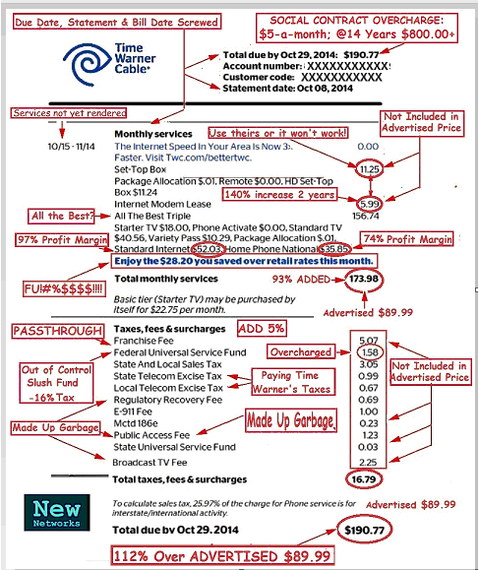 Due Date, Statement & Bill Date Screwed
SOCIAL CONTRACT OVERCHARGE:
$5-a-month; @14 Years $800.00+
Time
Warner
Cable®
Total due by Oct 29, 2014: $190.77
Account number: XXXXXXXXXXX
Customer code: XXXXXXXXXXX
Statement date: Oct 08, 2014
Services not yet rendered
Not Included in
Advertised Price
Monthly services
Use theirs or it won't work!
10/15 - 11/14
The Internet Speed In Your Area Is Now 3: 0.00
Faster. Visit Twc.com/bettertwc.
Set-Top Box 11.25
Package Allocation $.01, Remote $0.00, HD Set-Top
Box $11.24
140% increase 2 years
Internet Modem Lease 5.99
All the Best?
All The Best Triple 156.74
Starter TV $18.00, Phone Activate $0.00, Standard TV
$40.56, Variety Pass $10.29, Package Allocation $.01,
97% Profit Margin
Standard Internet $52.03, Home Phone National $35.85
74% Profit Margin
Enjoy the $28.20 you saved over retail rates this month.
FU!#%$$$$!!!!
Total monthly services 93% ADDED 173.98
Basic tier (Starter TV) may be purchased by
itself for $22.75 per month.
Advertised $89.99
PASSTHROUGH
Taxes, fees & surcharges
ADD 5%
Franchise Fee 5.07
Federal Universal Service Fund Overcharged 1.58
State And Local Sales Tax 3.05
Out of Control
Slush Fund
-16% Tax
State Telecom Excise Tax 0.99
Local Telecom Excise Tax 0.67
Paying Time
Warner's Taxes
Not Included in
Advertised Price
Regulatory Recovery Fee 0.69
E-911 Fee 1.00
Mctd 186e 0.23
Made Up Garbage
Made Up Garbage
Public Access Fee 1.23
State Universal Service Fund 0.03
Broadcast TV Fee 2.25
Total taxes, fees & surcharges 16.79
New
Networks
To calculate sales tax, 25.97% of the charge for Phone service is for
interstate/international activity.
Advertised $89.99
Total due by Oct 29. 2014 $190.77
112% Over ADVERTISED $89.99